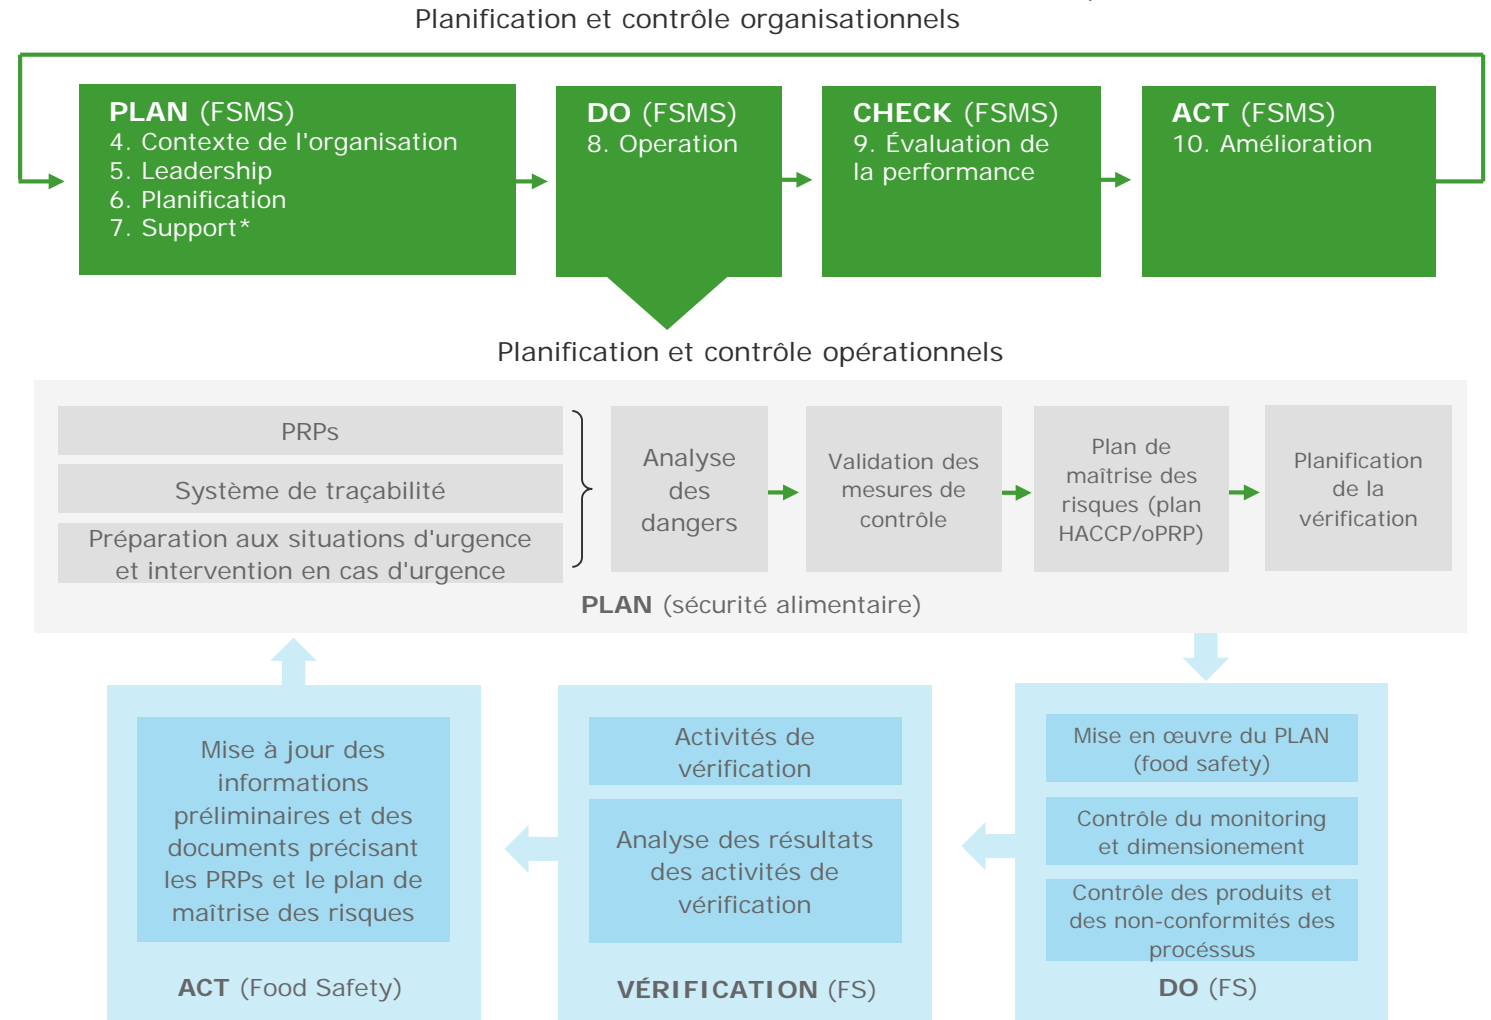 Planification et contrôle organisationnels
PLAN (FSMS)
4. Contexte de l'organisation
5. Leadership
6. Planification
7. Support*
DO (FSMS)
8. Operation
CHECK (FSMS)
9. Évaluation de
la performance
ACT (FSMS)
10. Amélioration
Planification et contrôle opérationnels
PRPs
Système de traçabilité
Préparation aux situations d'urgence
et intervention en cas d'urgence
Analyse
des
dangers
Validation des
mesures de
contrôle
Plan de
maîtrise des
risques (plan
HACCP/oPRP)
Planification
de la
vérification
PLAN (sécurité alimentaire)
Mise à jour des
informations
préliminaires et des
documents précisant
les PRPs et le plan de
maîtrise des risques
ACT (Food Safety)
Activités de
vérification
Analyse des résultats
des activités de
vérification
VÉRIFICATION (FS)
Mise en œuvre du PLAN
(food safety)
Contrôle du monitoring
et dimensionement
Contrôle des produits et
des non-conformités des
procéssus
DO (FS)